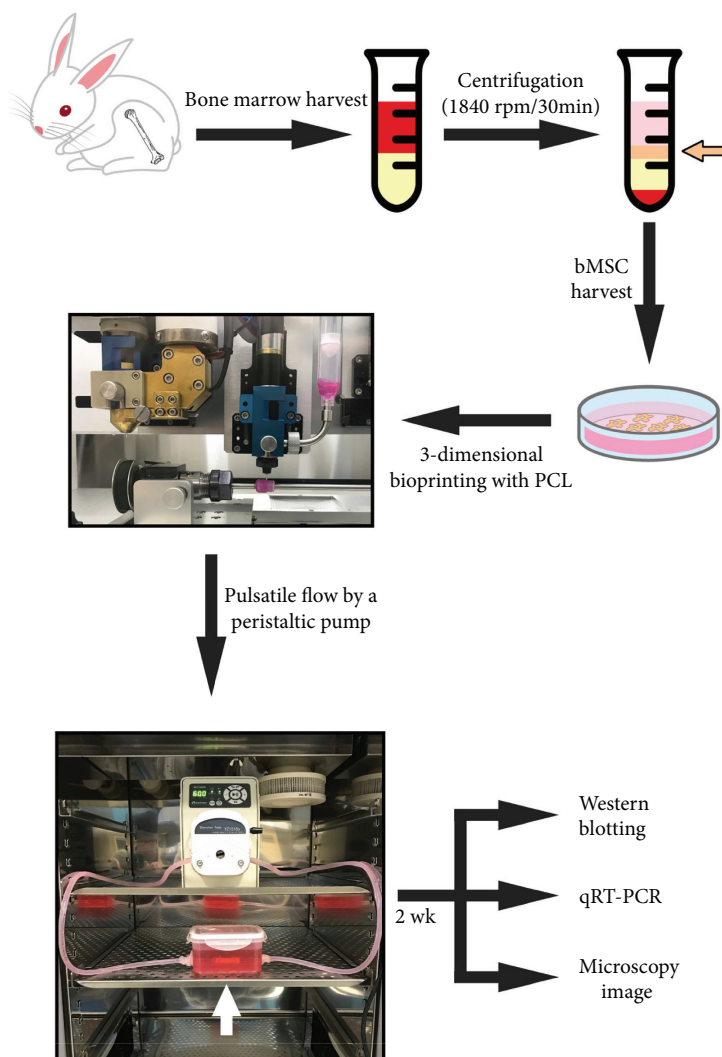 Bone marrow harvest
Centrifugation
(1840 rpm/30min)
bMSC
harvest
3-dimensional
bioprinting with PCL
Pulsatile flow by a
peristaltic pump
600
2 wk
Western
blotting
qRT-PCR
Microscopy
image